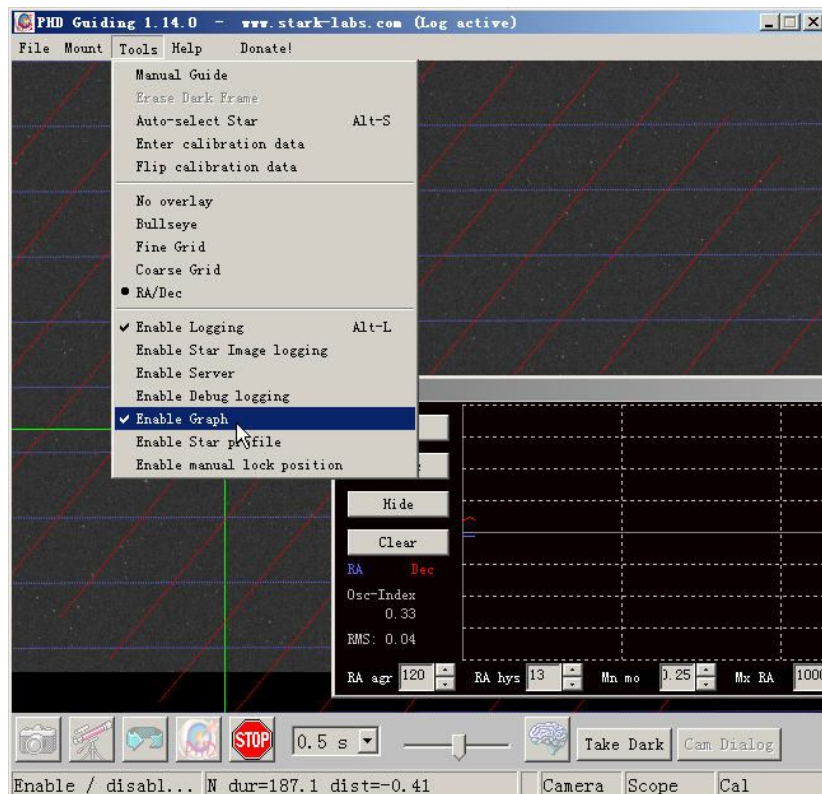 PHD Guiding 1.14.0 - www.stark-labs.com (Log active)
File Mount Tools Help Donate!
Manual Guide
Erase Dark Frame
Auto-select Star Alt-S
Enter calibration data
Flip calibration data
No overlay
Bullseye
Fine Grid
Coarse Grid
RA/Dec
Enable Logging Alt-L
Enable Star Image logging
Enable Server
Enable Debug logging
Enable Graph
Enable Star profile
Enable manual lock position
Hide
Clear
RA Dec
Osc-Index
0.33
RMS: 0.04
RA agr 120 RA hys 13 Mn mo 0.25 Mx RA 1000
STOP 0.5 s Take Dark Cam Dialog
Enable / disabl... N dur=187.1 dist=-0.41 Camera Scope Cal